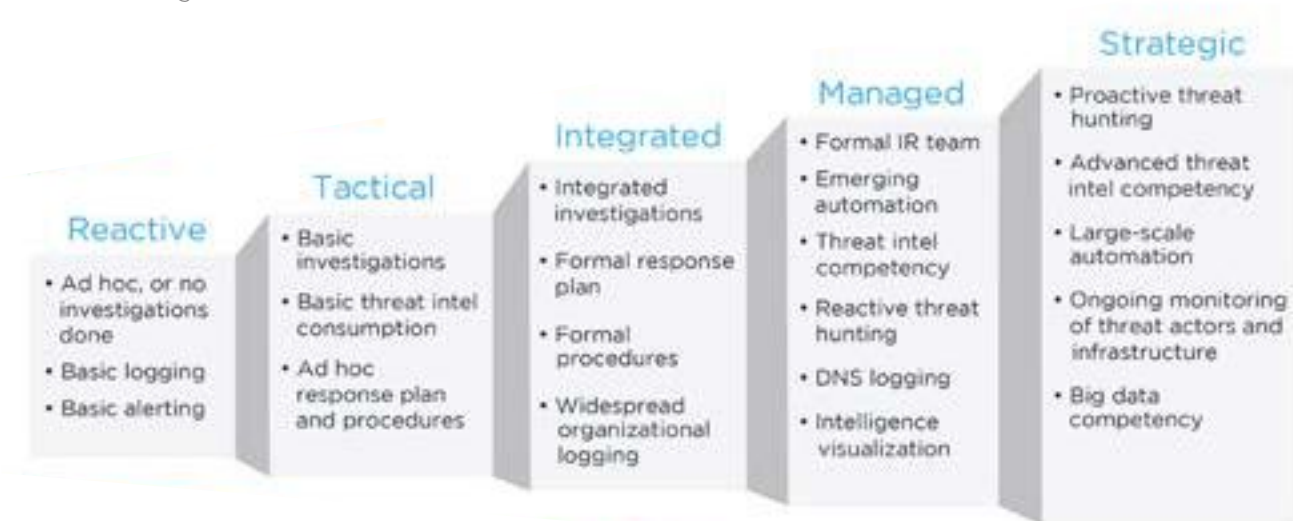 Reactive
• Ad hoc, or no
investigations
done
• Basic logging
• Basic alerting
Tactical
• Basic
investigations
• Basic threat intel
consumption
• Ad hoc
response plan
and procedures
Integrated
• Integrated
investigations
• Formal response
plan
• Formal
procedures
• Widespread
organizational
logging
Managed
• Formal IR team
• Emerging
automation
• Threat intel
competency
• Reactive threat
hunting
• DNS logging
• Intelligence
visualization
Strategic
• Proactive threat
hunting
• Advanced threat
intel competency
• Large-scale
automation
• Ongoing monitoring
of threat actors and
infrastructure
• Big data
competency